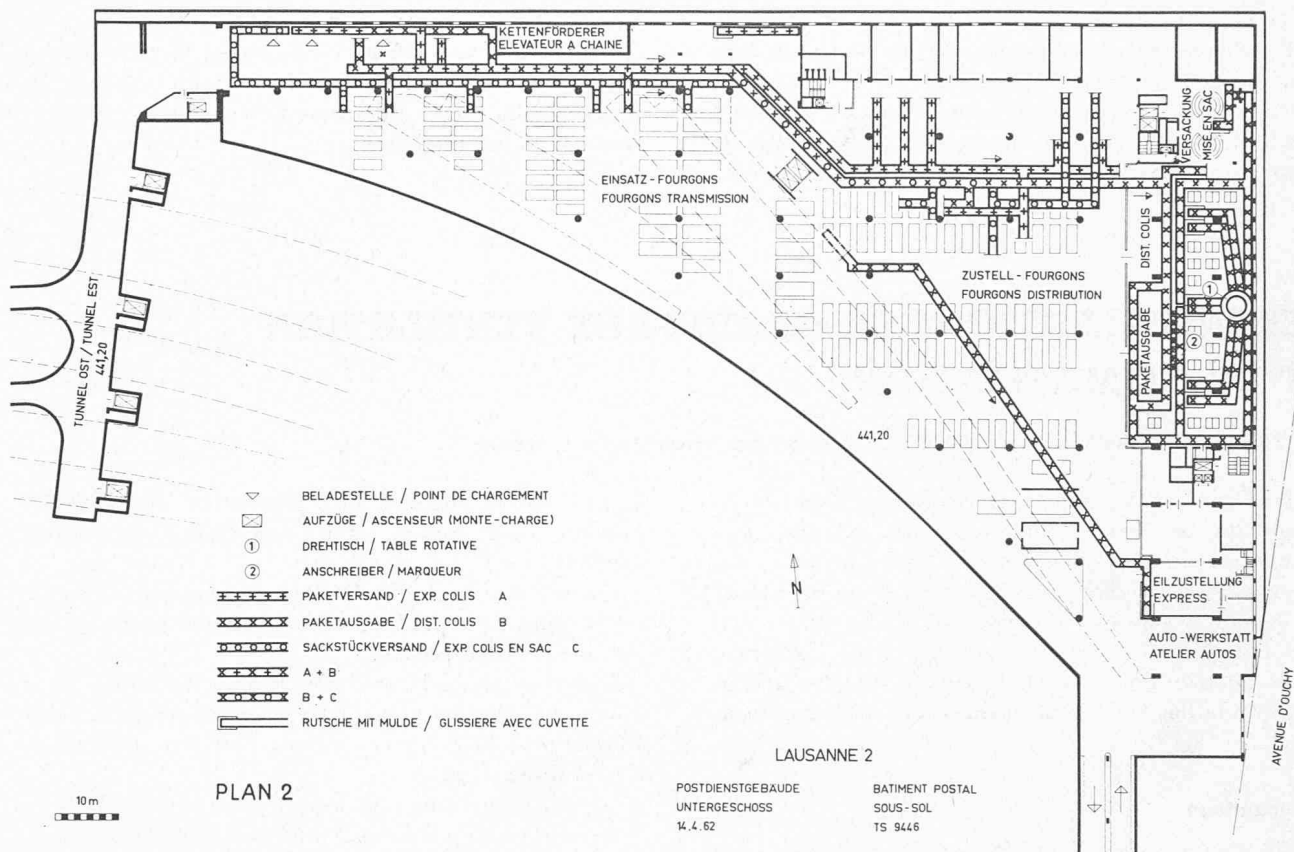 KETTENFÖRDERER
ELEVATEUR A CHAINE
VERSACKUNG
MISE EN SAC
EINSATZ - FOURGONS
FOURGONS TRANSMISSION
DIST. COLIS
ZUSTELL - FOURGONS
FOURGONS DISTRIBUTION
PAKETAUSGABE
1
2
TUNNEL OST / TUNNEL EST
441,20
441,20
BELADESTELLE / POINT DE CHARGEMENT
AUFZÜGE / ASCENSEUR (MONTE-CHARGE)
1 DREHTISCH / TABLE ROTATIVE
2 ANSCHREIBER / MARQUEUR
PAKETVERSAND / EXP. COLIS A
PAKETAUSGABE / DIST. COLIS B
SACKSTÜCKVERSAND / EXP. COLIS EN SAC C
A + B
B + C
RUTSCHE MIT MULDE / GLISSIERE AVEC CUVETTE
N
EILZUSTELLUNG
EXPRESS
AUTO - WERKSTATT
ATELIER AUTOS
AVENUE D'OUCHY
10 m
PLAN 2
LAUSANNE 2
POSTDIENSTGEBÄUDE
UNTERGESCHOSS
14.4.62
BATIMENT POSTAL
SOUS-SOL
TS 9446